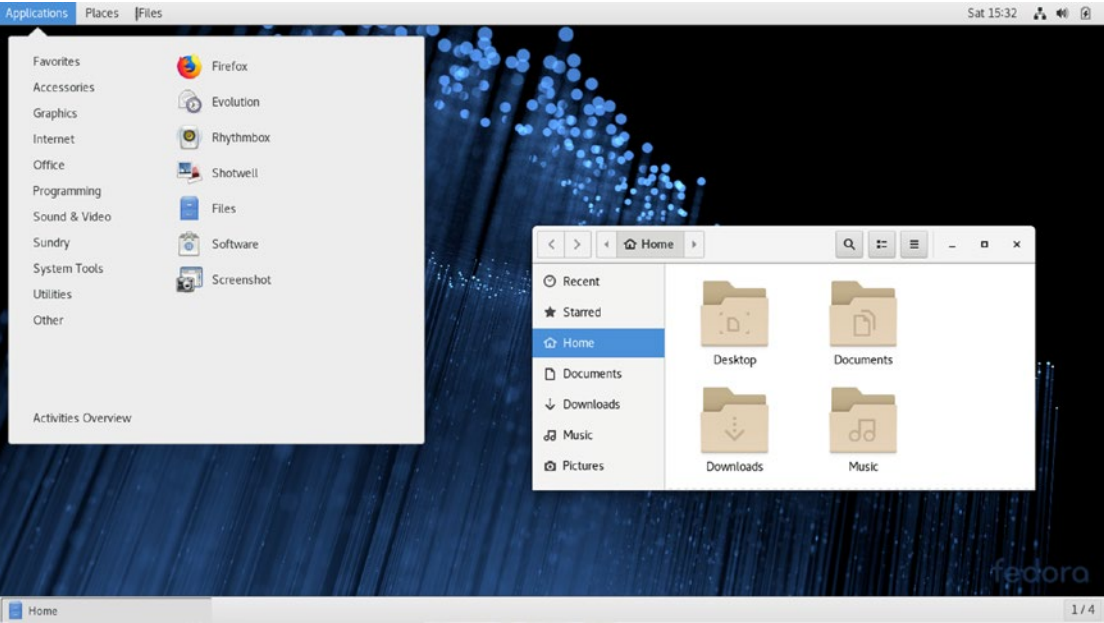 Applications Places Files Sat 15:32
Favorites
Accessories
Graphics
Internet
Office
Programming
Sound & Video
Sundry
System Tools
Utilities
Other
Activities Overview
Firefox
Evolution
Rhythmbox
Shotwell
Files
Software
Screenshot
Home
Recent
Starred
Home
Documents
Downloads
Music
Pictures
Desktop Documents
Downloads Music
fedora
Home 1 / 4